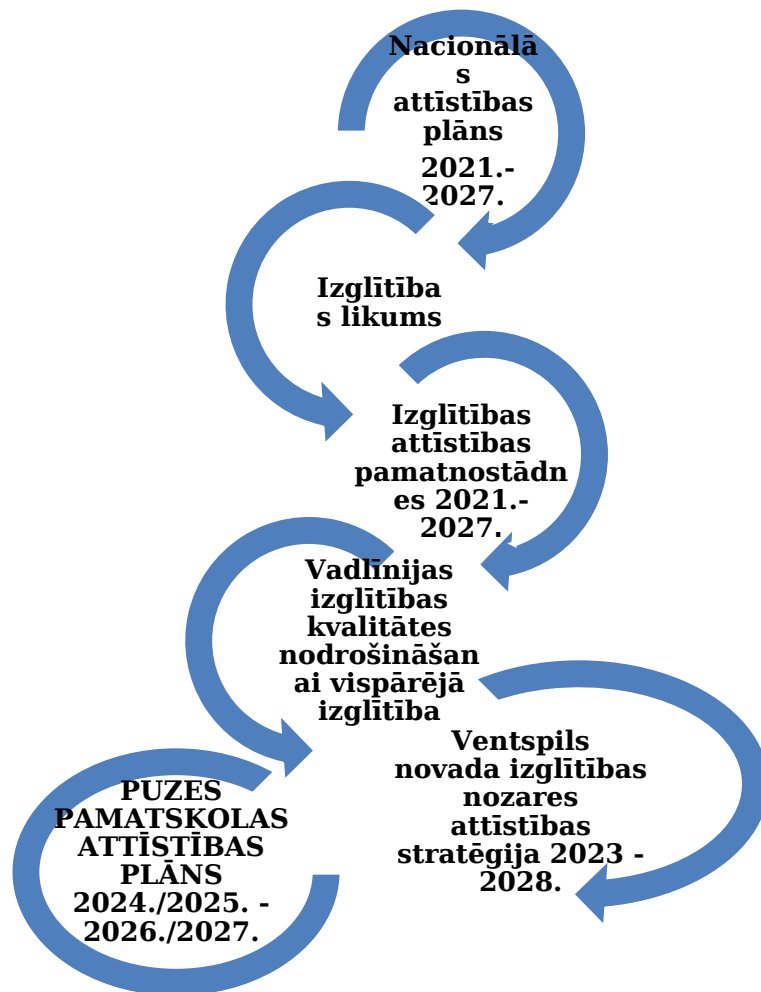 Nacionālā
s
attīstības
plāns
2021.-
2027.
Izglītība
s likums
Izglītības
attīstības
pamatnostādn
es 2021.-
2027.
Vadlīnijas
izglītības
kvalitātes
nodrošināšan
ai vispārējā
izglītība
Ventspils
novada izglītības
nozares
attīstības
stratēģija 2023 -
2028.
PUZES
PAMATSKOLAS
ATTĪSTĪBAS
PLĀNS
2024./2025. -
2026./2027.